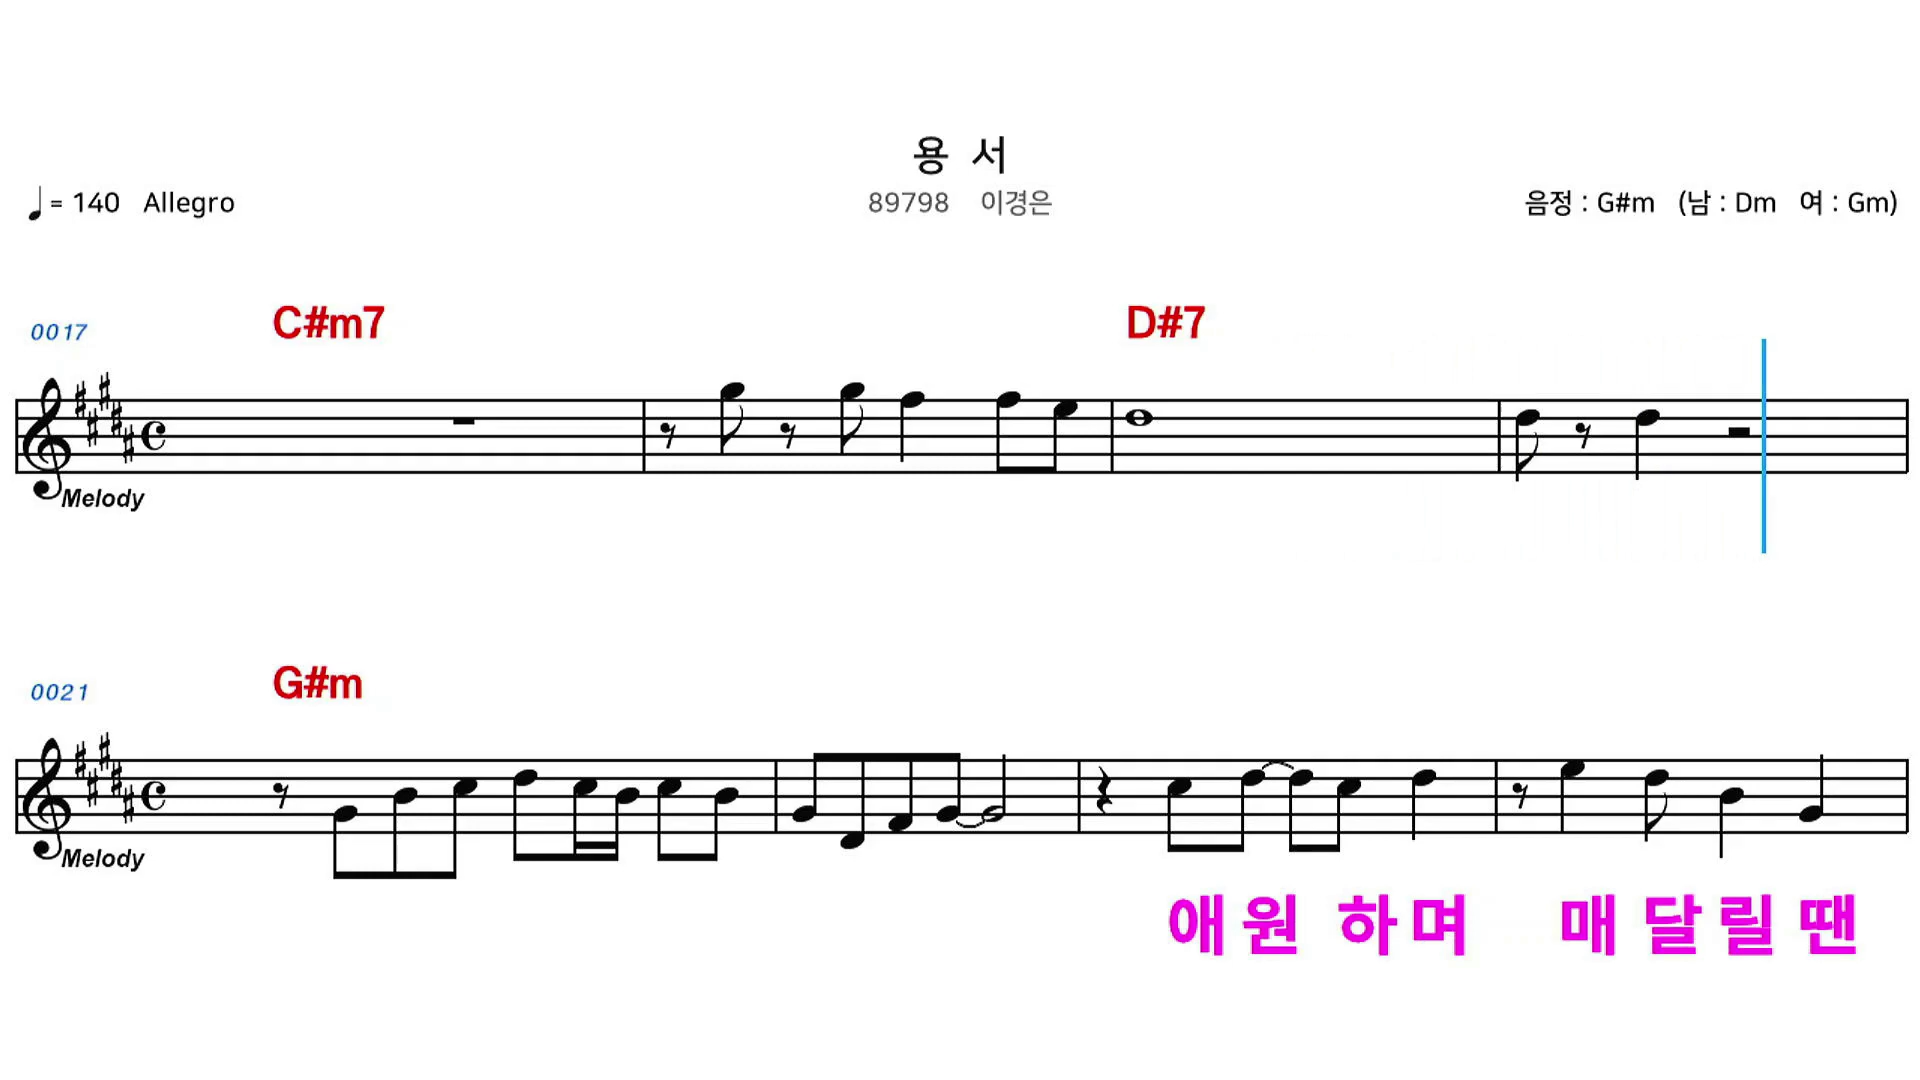 용 서
♩= 140 Allegro
89798 이경은
음정 : G#m (남 : Dm 여 : Gm)
0017 C#m7 D#7
Melody
0021 G#m
Melody
애 원 하 며 매 달 릴 땐